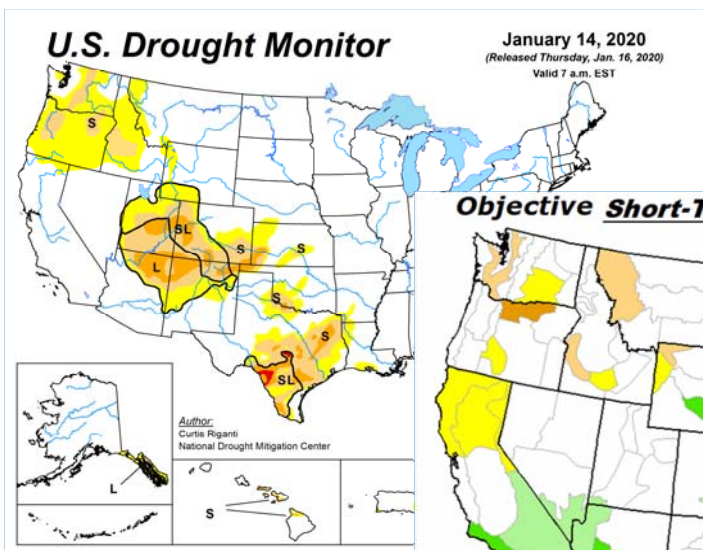 U.S. Drought Monitor
January 14, 2020
(Released Thursday, Jan. 16, 2020)
Valid 7 a.m. EST
Objective Short-T
S
SL
S
S
L
S
S
SL
Author:
Curtis Riganti
National Drought Mitigation Center
L
S